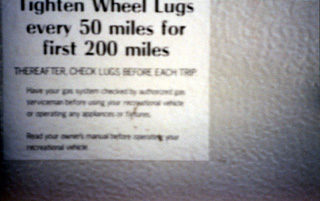 Tighten Wheel Lugs
every 50 miles for
first 200 miles
THEREAFTER, CHECK LUGS BEFORE EACH TRIP
Have your gas system checked by authorized gas
serviceman before using your recreational vehicle
or operating any appliances or fixtures.
Read your owner's manual before operating your
recreational vehicle